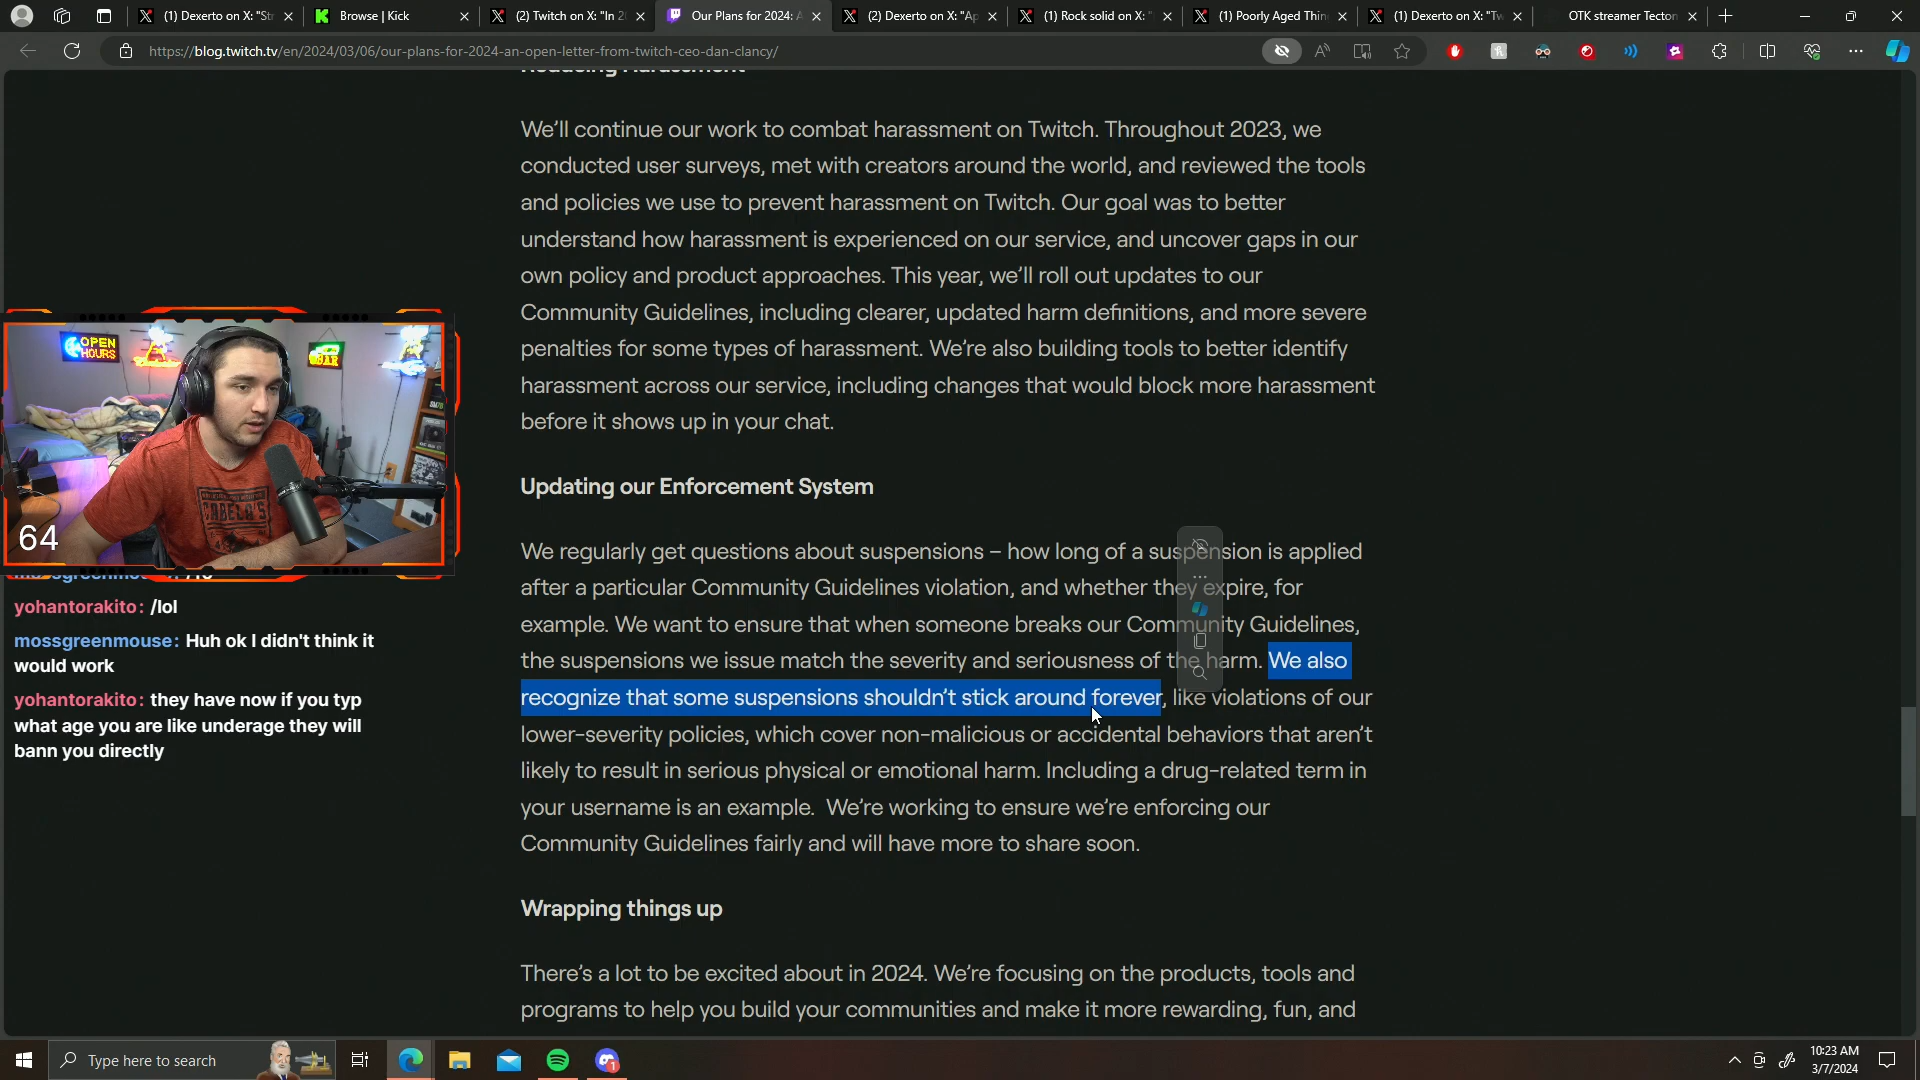 (1) Dexerto on X: "Str
Browse | Kick
(2) Twitch on X: "In 2
Our Plans for 2024: A
(2) Dexerto on X: "Ap
(1) Rock solid on X: "
(1) Poorly Aged Thin
(1) Dexerto on X: "Tw
OTK streamer Tecton
https://blog.twitch.tv/en/2024/03/06/our-plans-for-2024-an-open-letter-from-twitch-ceo-dan-clancy/
Reducing Harassment
We'll continue our work to combat harassment on Twitch. Throughout 2023, we
conducted user surveys, met with creators around the world, and reviewed the tools
and policies we use to prevent harassment on Twitch. Our goal was to better
understand how harassment is experienced on our service, and uncover gaps in our
own policy and product approaches. This year, we'll roll out updates to our
Community Guidelines, including clearer, updated harm definitions, and more severe
penalties for some types of harassment. We're also building tools to better identify
harassment across our service, including changes that would block more harassment
before it shows up in your chat.
Updating our Enforcement System
We regularly get questions about suspensions – how long of a suspension is applied
after a particular Community Guidelines violation, and whether they expire, for
example. We want to ensure that when someone breaks our Community Guidelines,
the suspensions we issue match the severity and seriousness of the harm. We also
recognize that some suspensions shouldn't stick around forever, like violations of our
lower-severity policies, which cover non-malicious or accidental behaviors that aren't
likely to result in serious physical or emotional harm. Including a drug-related term in
your username is an example.  We're working to ensure we're enforcing our
Community Guidelines fairly and will have more to share soon.
Wrapping things up
There's a lot to be excited about in 2024. We're focusing on the products, tools and
programs to help you build your communities and make it more rewarding, fun, and
OPEN
HOURS
BAR
CABELA'S
64
yohantorakito: /lol
mossgreenmouse: Huh ok I didn't think it
would work
yohantorakito: they have now if you typ
what age you are like underage they will
bann you directly
Type here to search
1
10:23 AM
3/7/2024